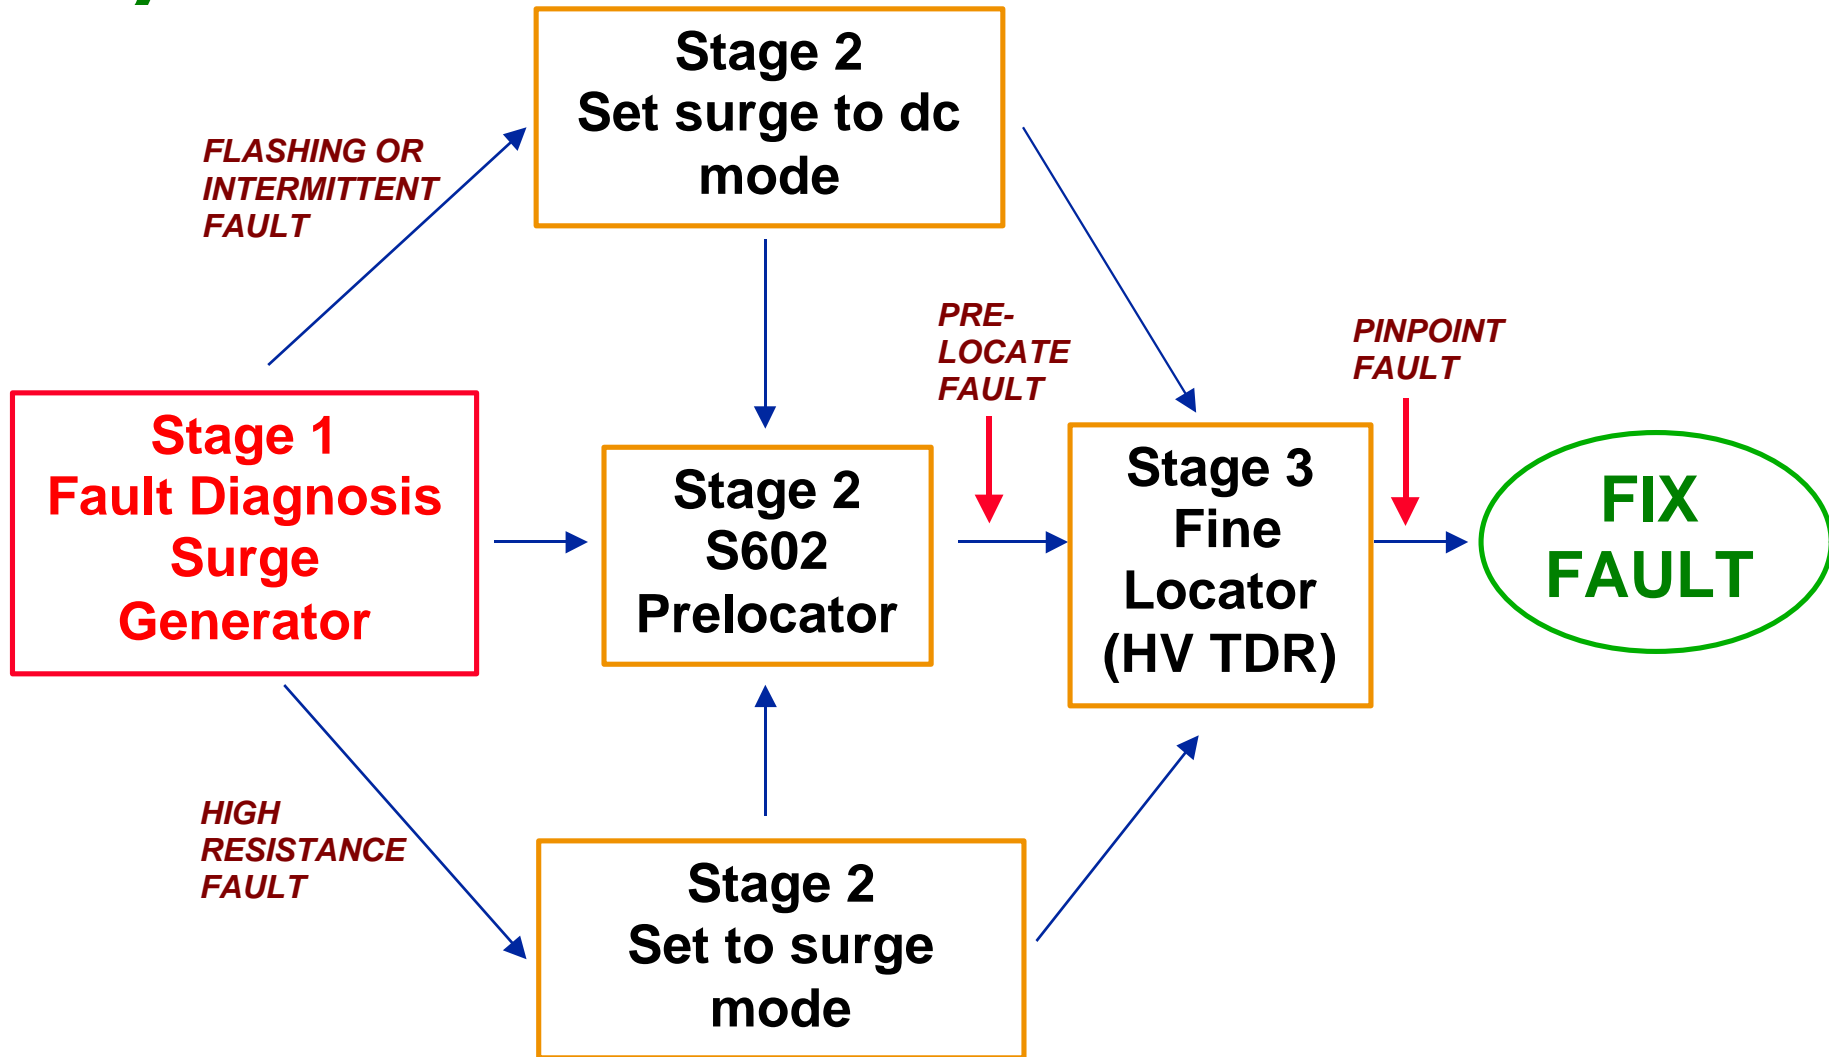 Stage 2
Set surge to dc
mode
FLASHING OR
INTERMITTENT
FAULT
PRE-
LOCATE
FAULT
PINPOINT
FAULT
Stage 1
Fault Diagnosis
Surge
Generator
Stage 2
S602
Prelocator
Stage 3
Fine
Locator
(HV TDR)
FIX
FAULT
HIGH
RESISTANCE
FAULT
Stage 2
Set to surge
mode